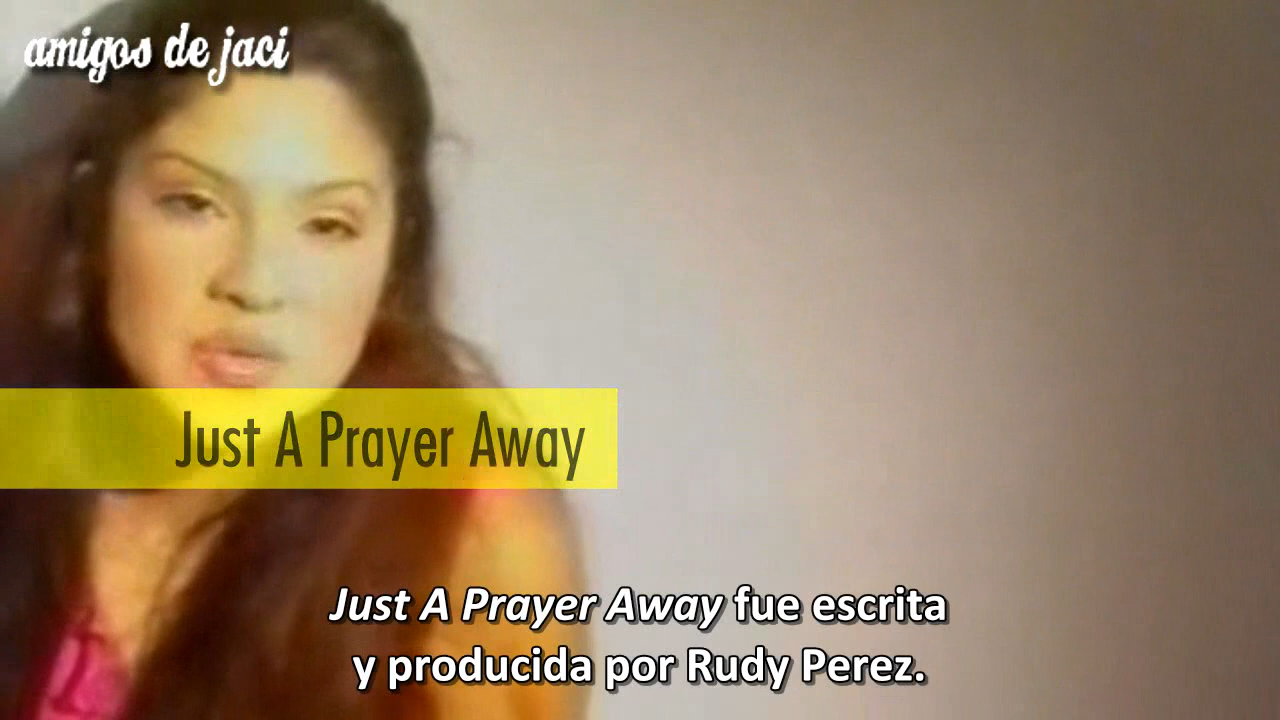 amigos de jaci
Just A Prayer Away
Just A Prayer Away fue escrita
y producida por Rudy Perez.